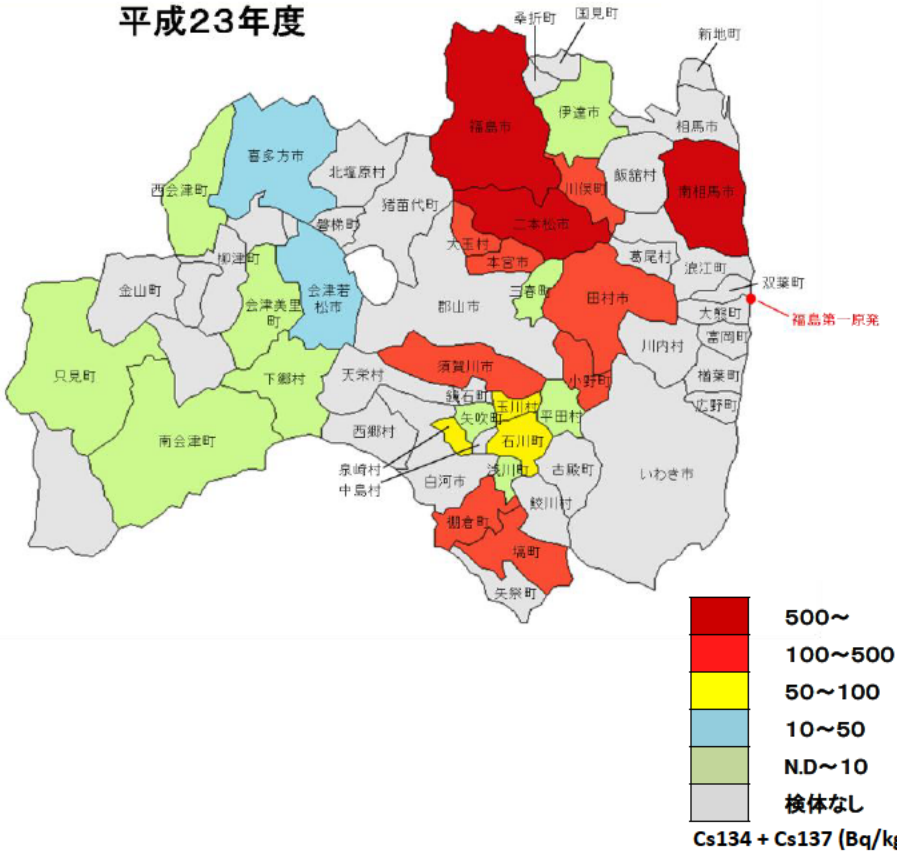 平成23年度
桑折町
国見町
新地町
伊達市
福島市
相馬市
喜多方市
北塩原村
川俣町
飯舘村
南相馬市
西会津町
猪苗代町
磐梯町
二本松市
大玉村
本宮市
葛尾村
浪江町
双葉町
柳津町
金山町
会津美里
町
会津若
松市
郡山市
三春町
田村市
大熊町
福島第一原発
川内村
富岡町
只見町
下郷村
天栄村
須賀川市
小野町
楢葉町
広野町
鏡石町
玉川村
矢吹町
平田村
南会津町
西郷村
石川町
泉崎村
中島村
白河市
浅川町
古殿町
いわき市
鮫川村
棚倉町
塙町
矢祭町
500～
100～500
50～100
10～50
N.D～10
検体なし
Cs134 + Cs137 (Bq/kg